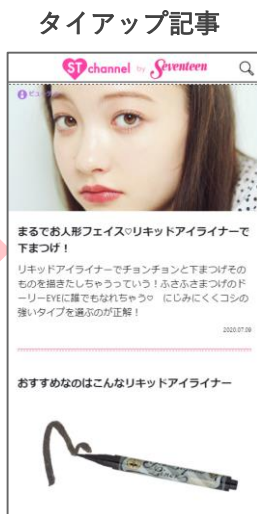 タイアップ記事
ST channel by Seventeen
まるでお人形フェイス♡リキッドアイライナーで
下まつげ！
リキッドアイライナーでチョンチョンと下まつげその
ものを描きたしちゃうっていう！ふさふさまつげのド
ーリーEYEに誰でもなれちゃう♡ にじみにくくコシの
強いタイプを選ぶのが正解！
2020.07.09
おすすめなのはこんなリキッドアイライナー